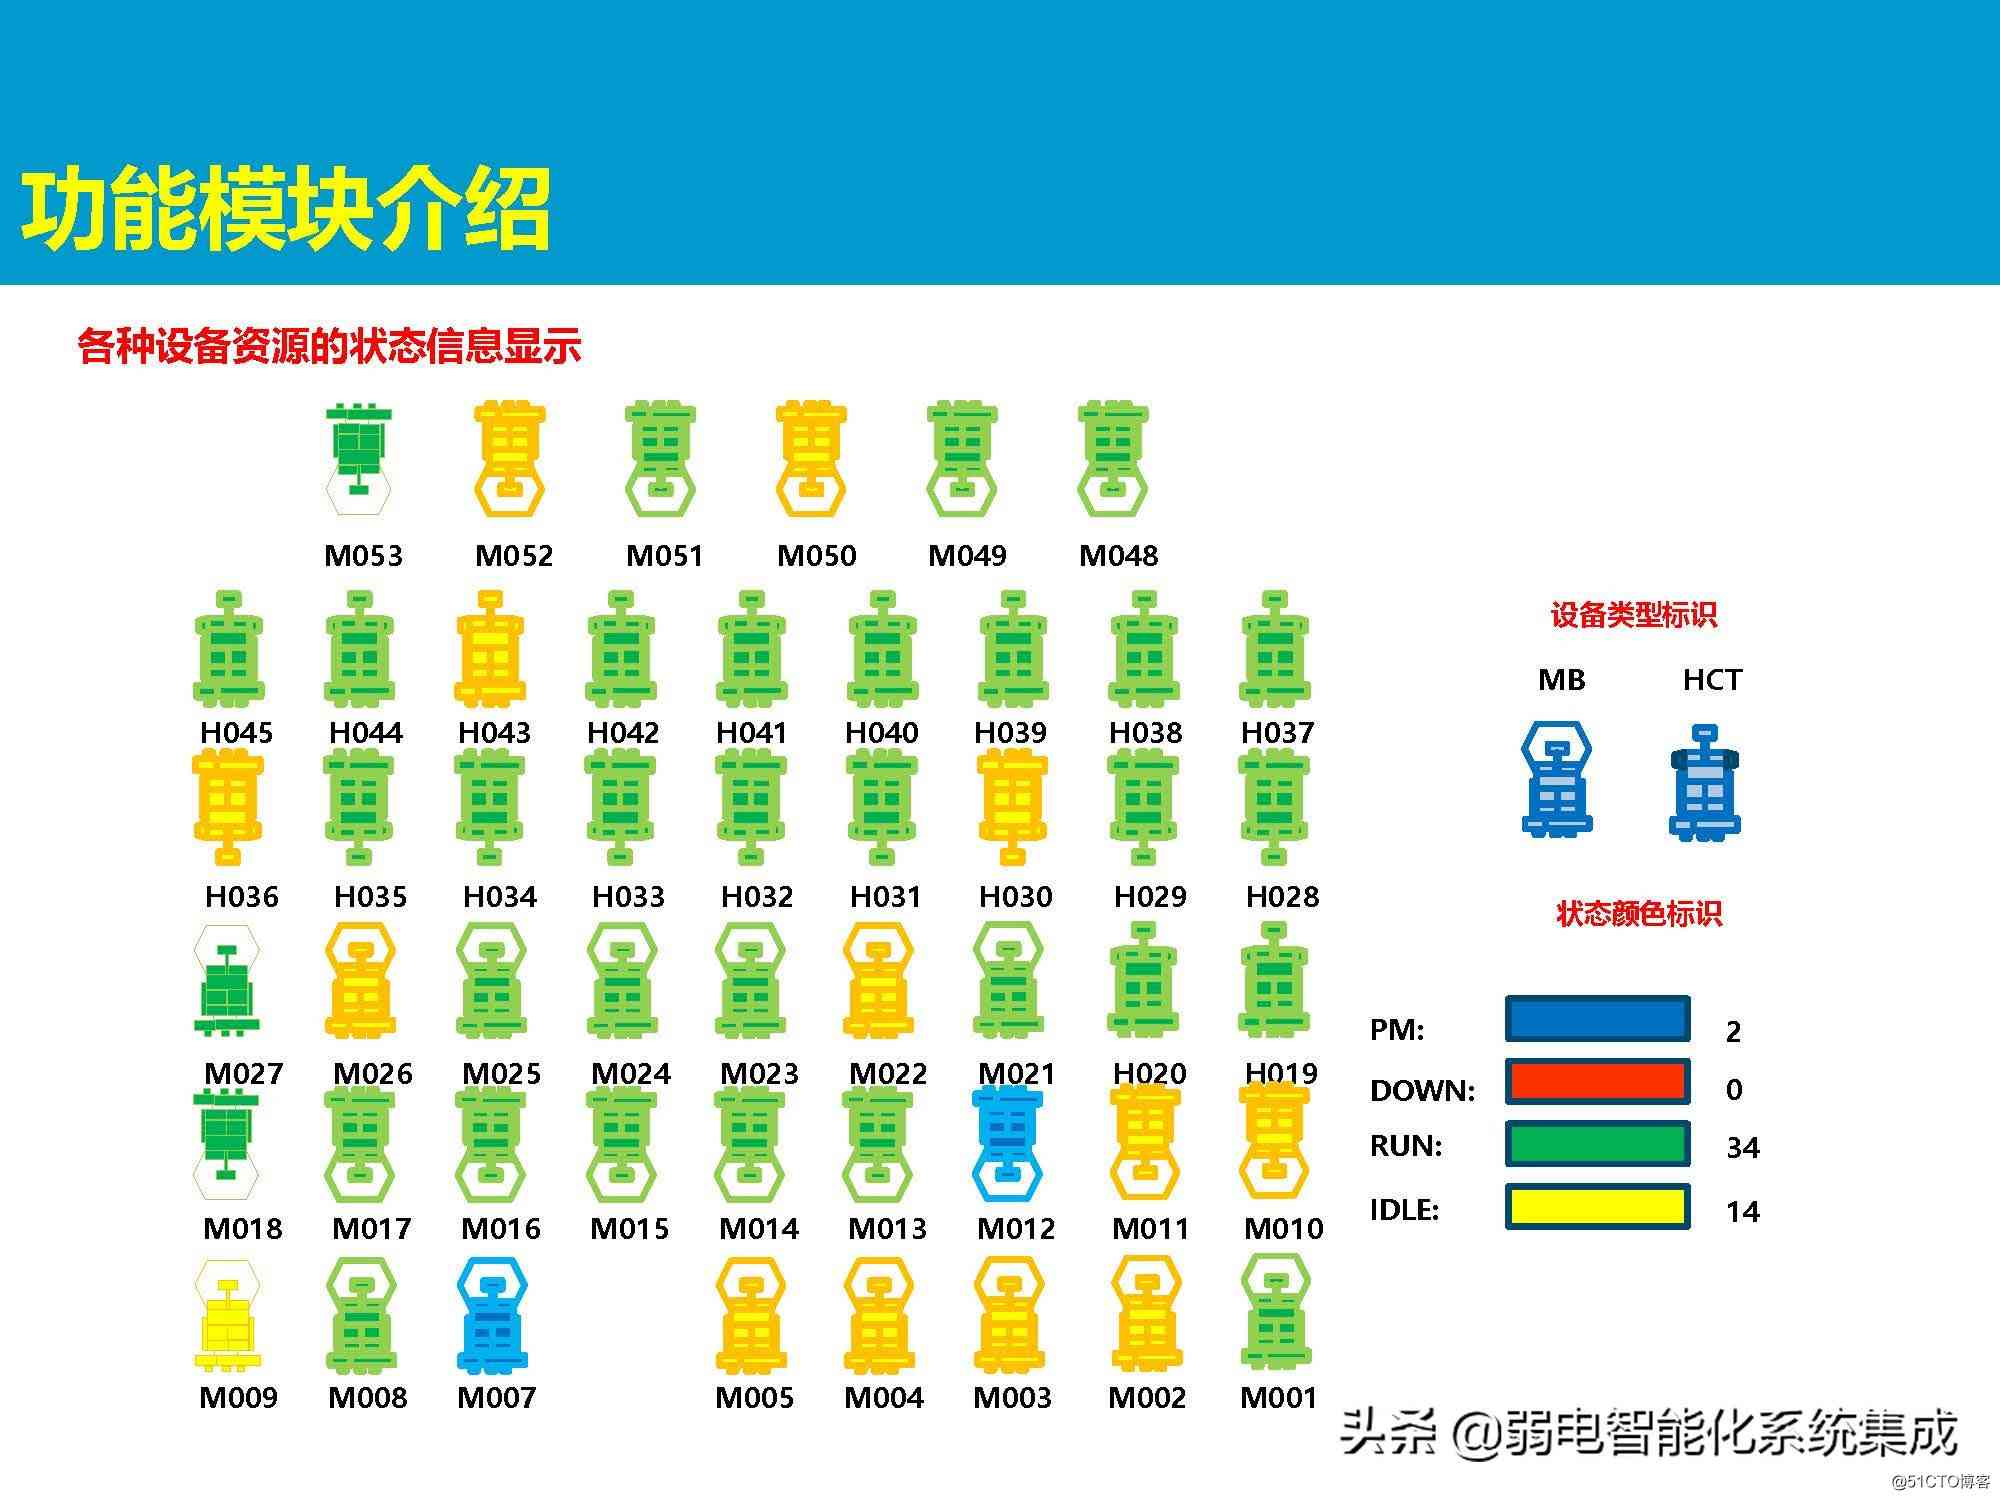 功能模块介绍
各种设备资源的状态信息显示
M053 M052 M051 M050 M049 M048
H045 H044 H043 H042 H041 H040 H039 H038 H037
H036 H035 H034 H033 H032 H031 H030 H029 H028
M027 M026 M025 M024 M023 M022 M021 H020 H019
M018 M017 M016 M015 M014 M013 M012 M011 M010
M009 M008 M007 M005 M004 M003 M002 M001
设备类型标识
MB HCT
状态颜色标识
PM: 2
DOWN: 0
RUN: 34
IDLE: 14
头条 @弱电智能化系统集成
@51CTO博客